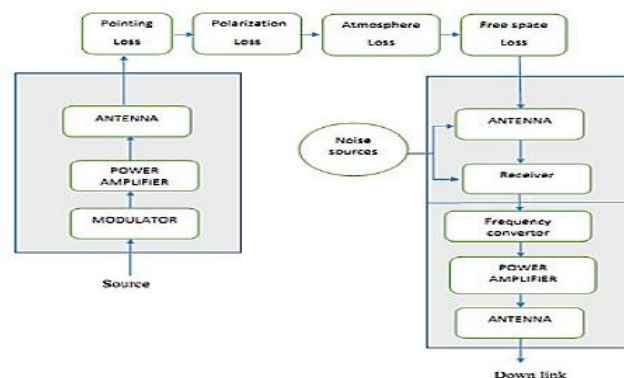 Pointing
Loss
Polarization
Loss
Atmosphere
Loss
Free space
Loss
ANTENNA
POWER
AMPLIFIER
MODULATOR
Source
Noise
sources
ANTENNA
Receiver
Frequency
convertor
POWER
AMPLIFIER
ANTENNA
Down link